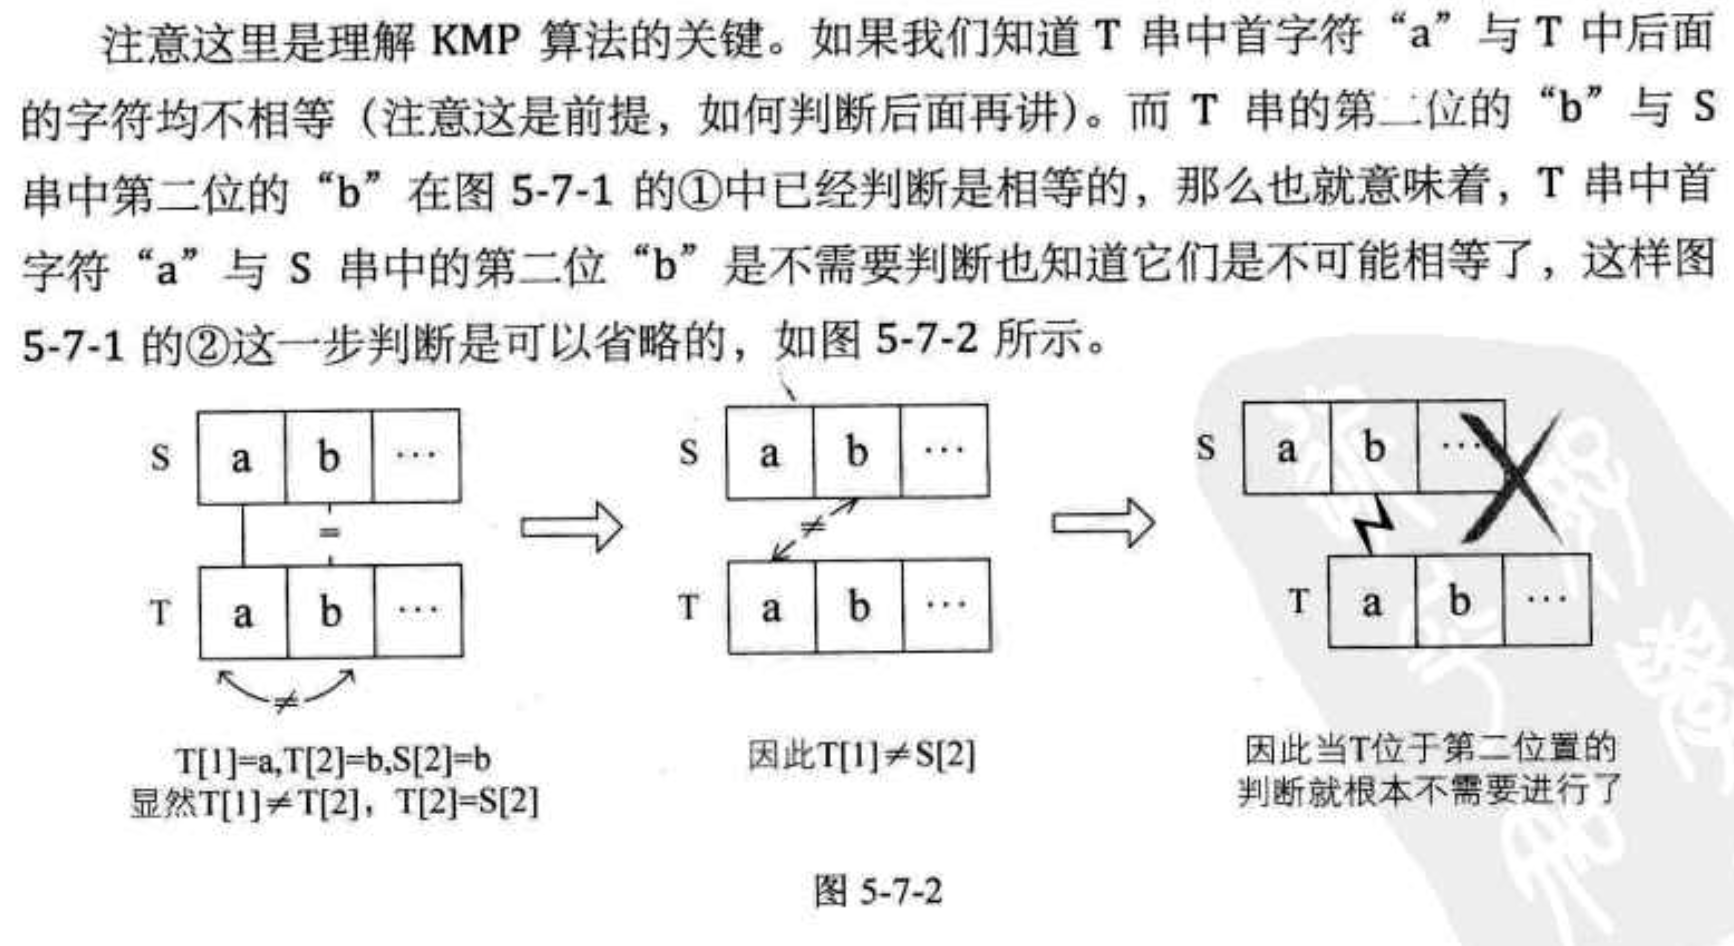 注意这里是理解 KMP 算法的关键。如果我们知道 T 串中首字符“a”与 T 中后面
的字符均不相等（注意这是前提，如何判断后面再讲）。而 T 串的第二位的“b”与 S
串中第二位的“b”在图 5-7-1 的①中已经判断是相等的，那么也就意味着，T 串中首
字符“a”与 S 串中的第二位“b”是不需要判断也知道它们是不可能相等了，这样图
5-7-1 的②这一步判断是可以省略的，如图 5-7-2 所示。
S a b ···
S a b ···
S a b ···
=
≠
T a b ···
T a b ···
T a b ···
≠
T[1]=a,T[2]=b,S[2]=b
显然T[1]≠T[2]，T[2]=S[2]
因此T[1]≠S[2]
因此当T位于第二位置的
判断就根本不需要进行了
图 5-7-2